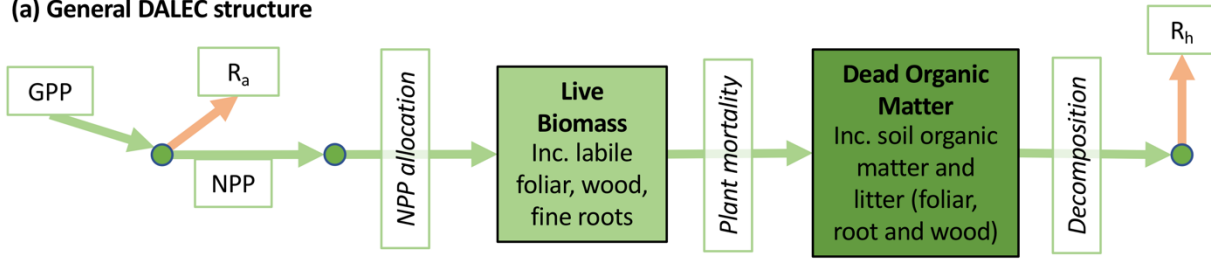 (a) General DALEC structure
GPP
Rₐ
NPP
NPP allocation
Live
Biomass
Inc. labile
foliar, wood,
fine roots
Plant mortality
Dead Organic
Matter
Inc. soil organic
matter and
litter (foliar,
root and wood)
Decomposition
Rₕ